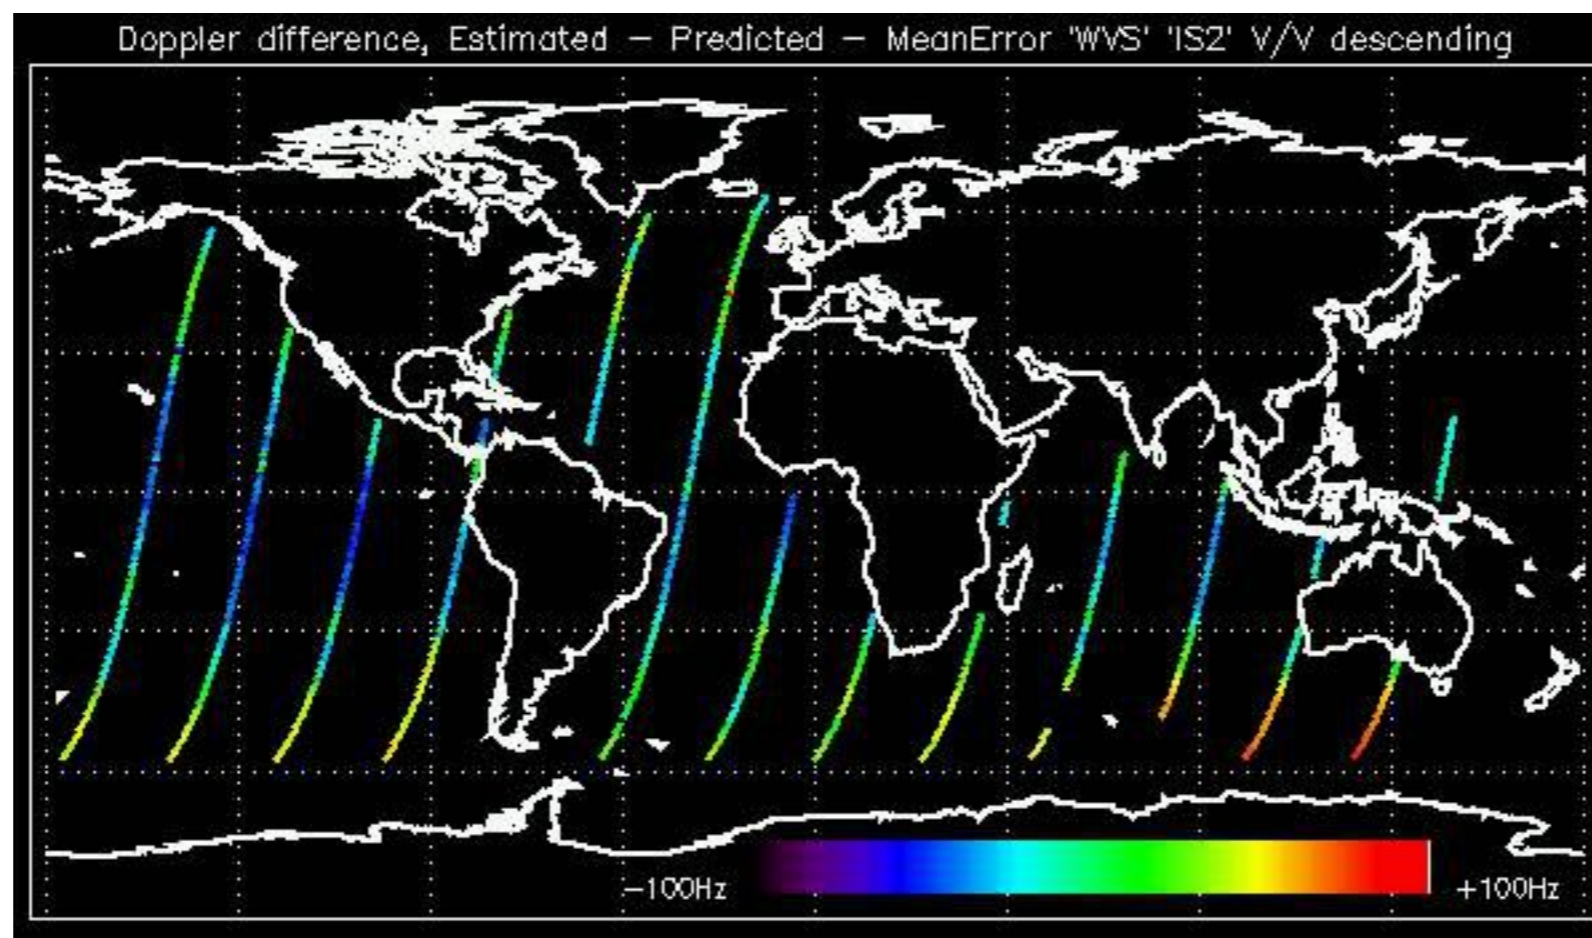 Doppler difference, Estimated – Predicted – MeanError 'WVS' 'IS2' V/V descending
–100Hz
+100Hz